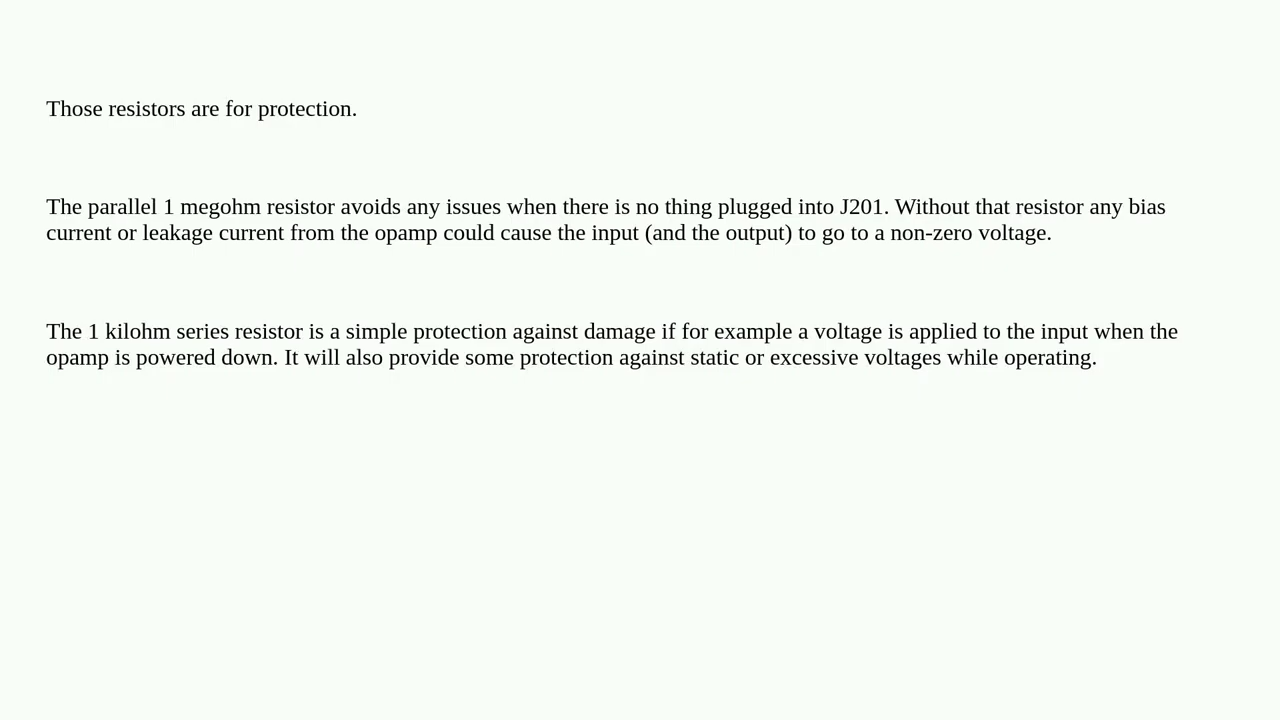 Those resistors are for protection.
The parallel 1 megohm resistor avoids any issues when there is no thing plugged into J201. Without that resistor any bias
current or leakage current from the opamp could cause the input (and the output) to go to a non-zero voltage.
The 1 kilohm series resistor is a simple protection against damage if for example a voltage is applied to the input when the
opamp is powered down. It will also provide some protection against static or excessive voltages while operating.